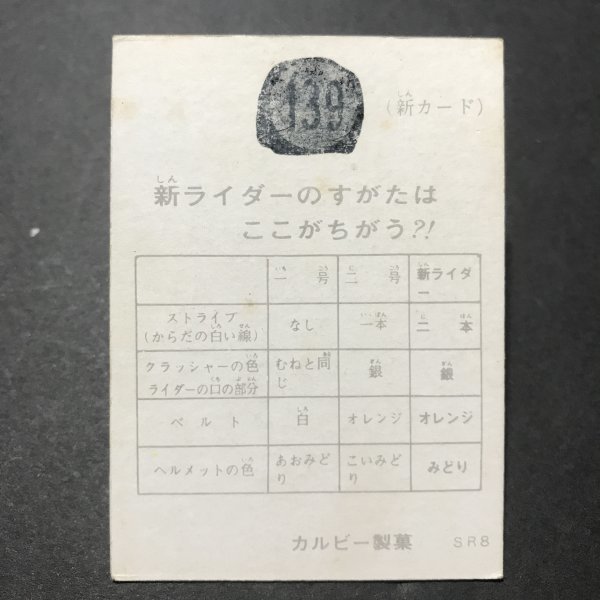 139
(新カード)
新ライダーのすがたは
ここがちがう?!
一号 二号 新ライダー
ストライプ(からだの白い線) なし 一本 二本
クラッシャーの色 ライダーの口の部分 むねと同じ 銀 銀
ベルト 白 オレンジ オレンジ
ヘルメットの色 あおみどり こいみどり みどり
カルビー製菓 SR8